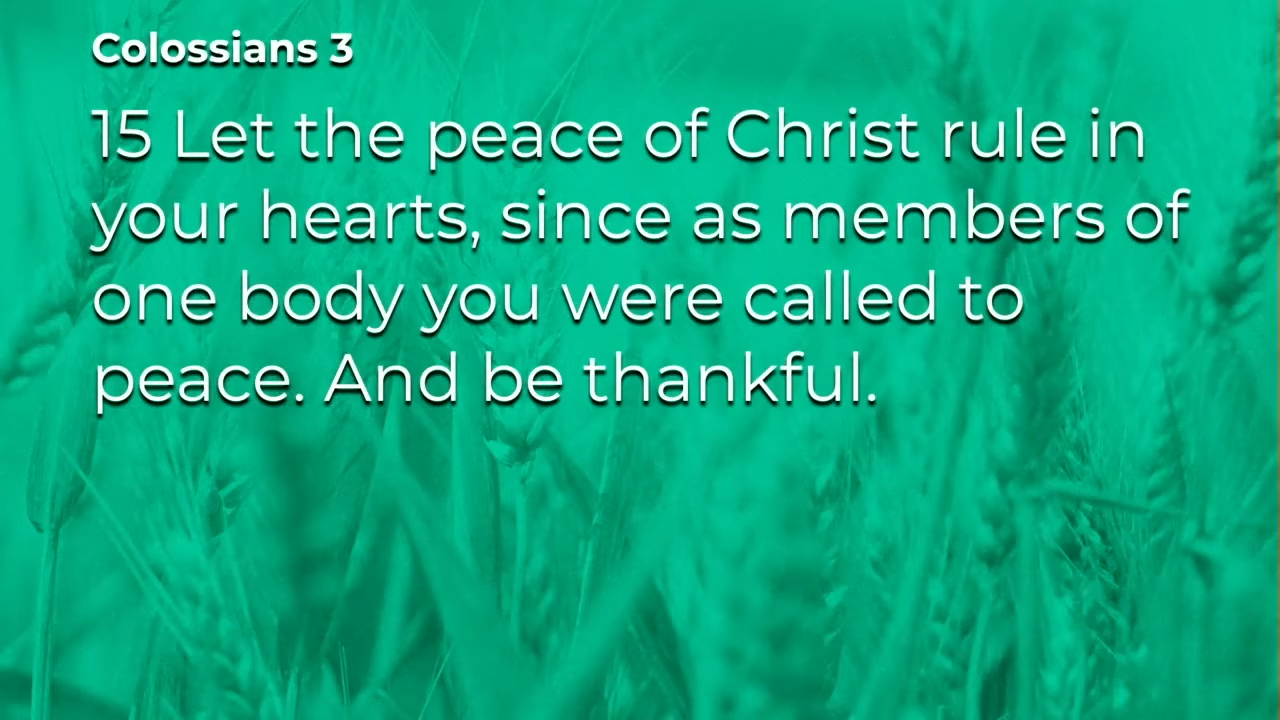 Colossians 3
15 Let the peace of Christ rule in
your hearts, since as members of
one body you were called to
peace. And be thankful.